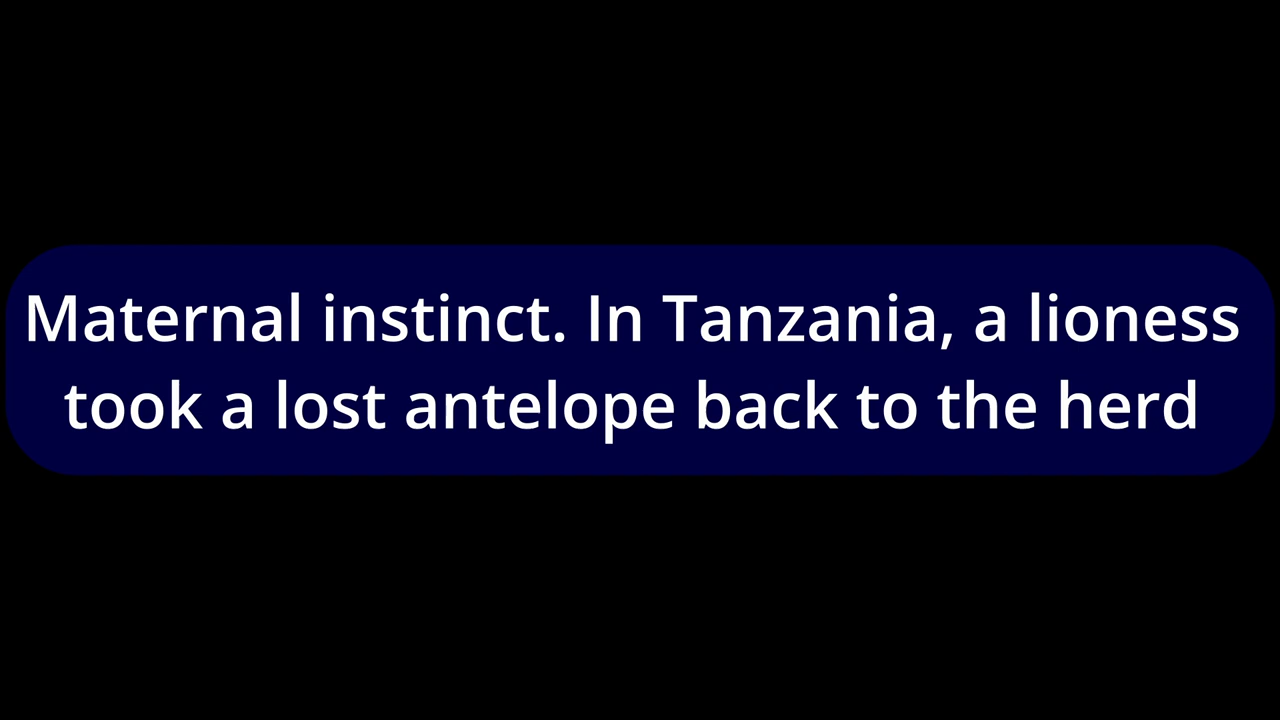 Maternal instinct. In Tanzania, a lioness
took a lost antelope back to the herd